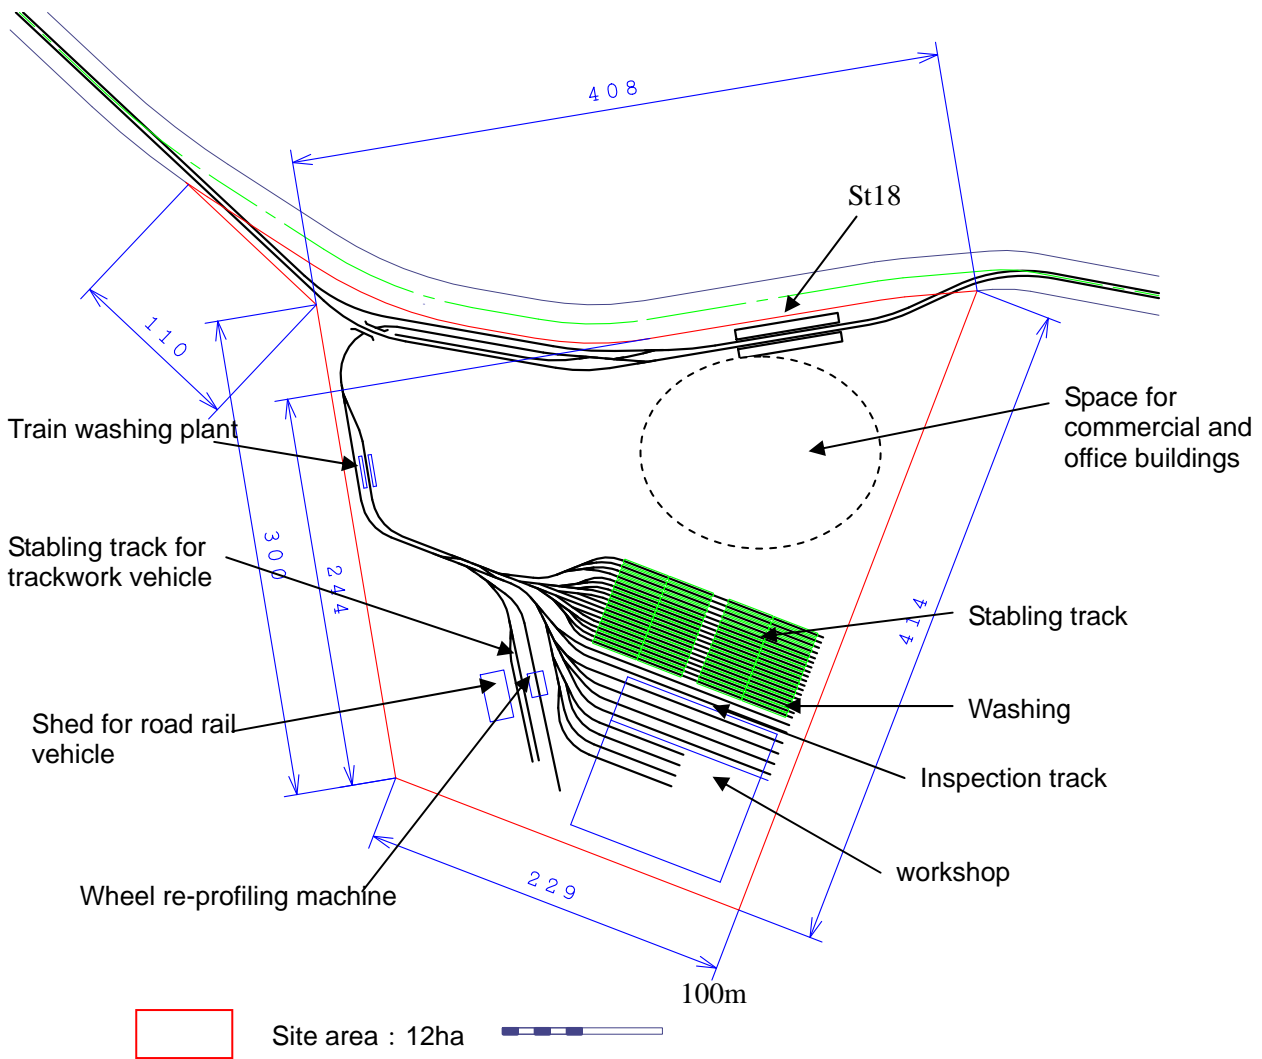 408
St18
110
Space for
commercial and
office buildings
Train washing plant
Stabling track for
trackwork vehicle
300
244
414
Stabling track
Shed for road rail
vehicle
Washing
Inspection track
workshop
Wheel re-profiling machine
229
100m
Site area : 12ha